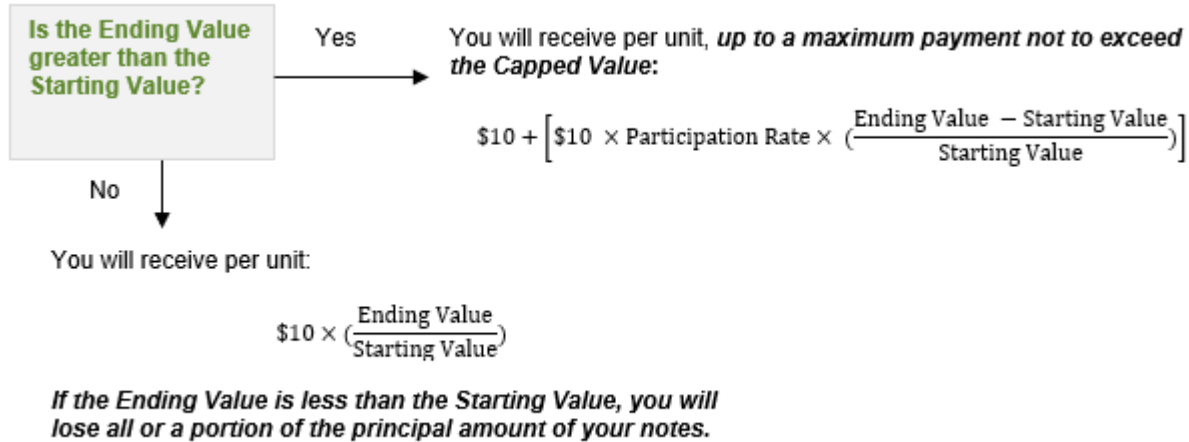 Is the Ending Value
greater than the
Starting Value?
Yes
You will receive per unit, up to a maximum payment not to exceed
the Capped Value:
$10 + [$10 × Participation Rate × (Ending Value − Starting Value / Starting Value)]
No
You will receive per unit:
$10 × (Ending Value / Starting Value)
If the Ending Value is less than the Starting Value, you will
lose all or a portion of the principal amount of your notes.